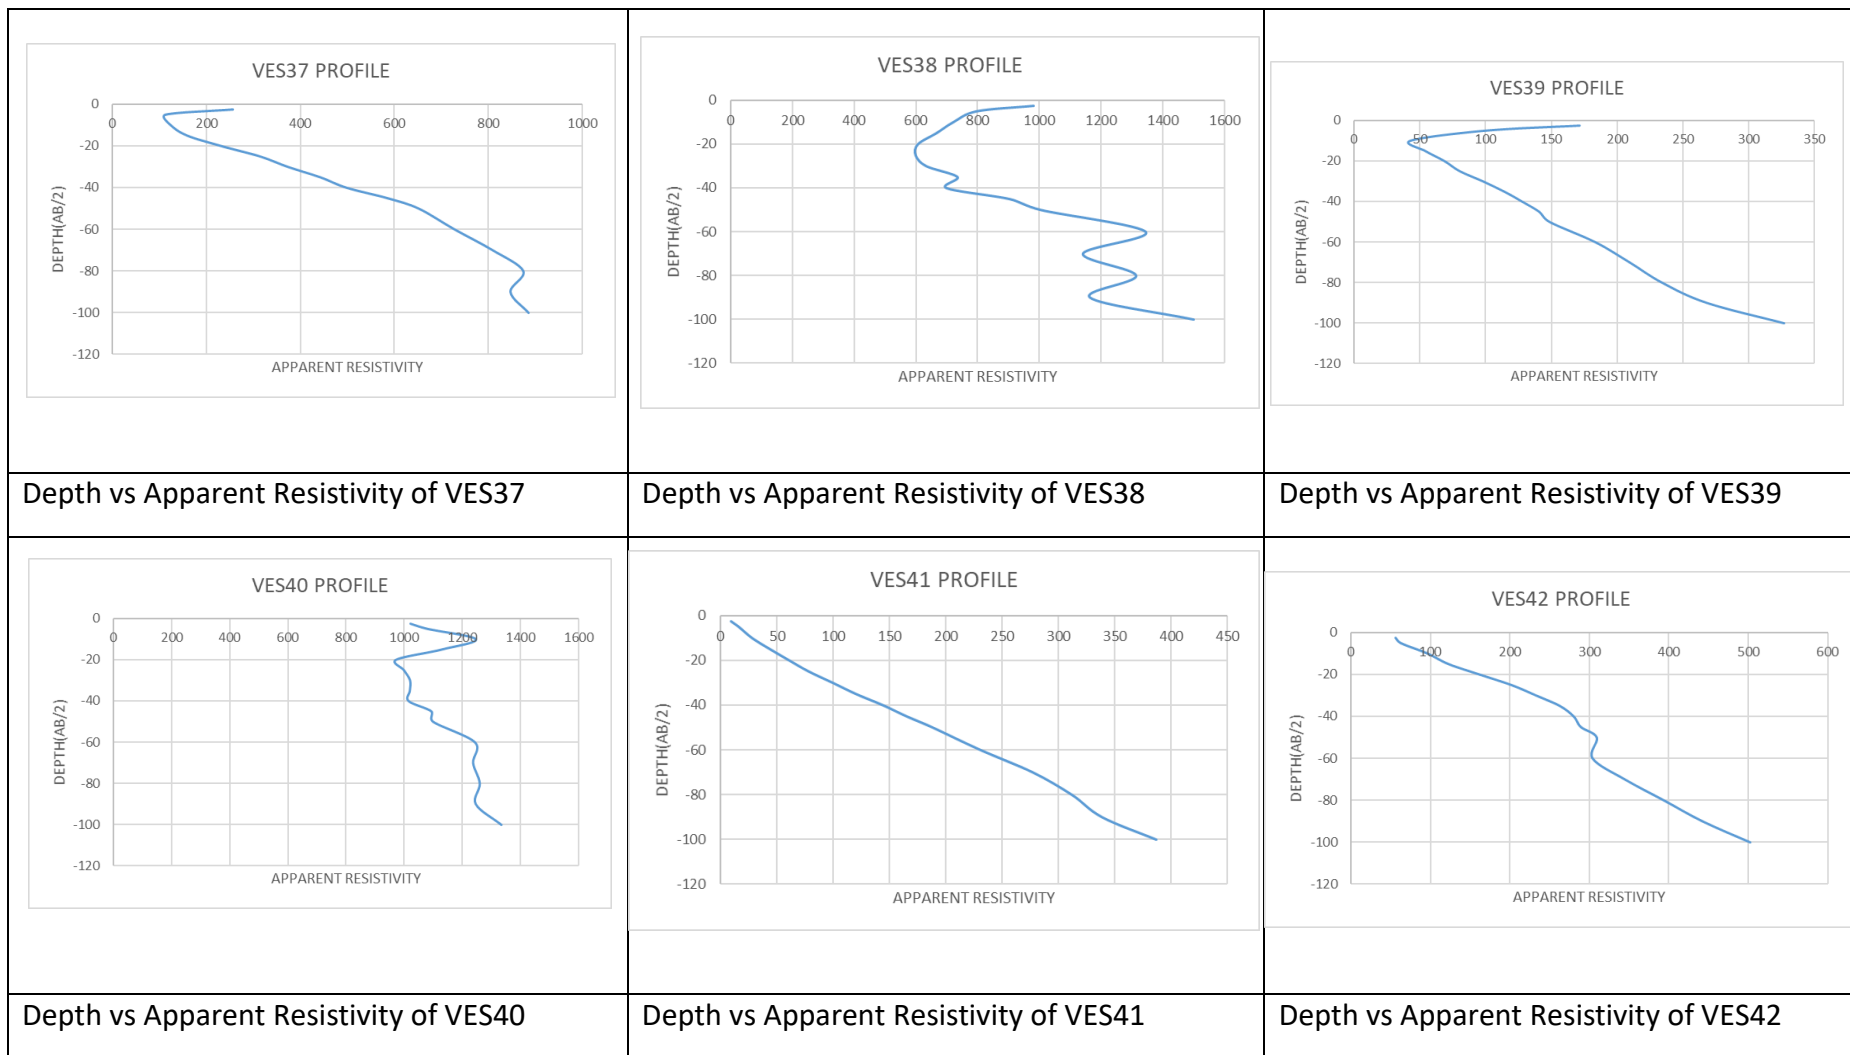 VES37 PROFILE
0
0 200 400 600 800 1000
-20
-40
-60
-80
-100
-120
DEPTH(AB/2)
APPARENT RESISTIVITY
VES38 PROFILE
0
0 200 400 600 800 1000 1200 1400 1600
-20
-40
-60
-80
-100
-120
DEPTH(AB/2)
APPARENT RESISTIVITY
VES39 PROFILE
0
0 50 100 150 200 250 300 350
-20
-40
-60
-80
-100
-120
DEPTH(AB/2)
APPARENT RESISTIVITY
Depth vs Apparent Resistivity of VES37
Depth vs Apparent Resistivity of VES38
Depth vs Apparent Resistivity of VES39
VES40 PROFILE
0
0 200 400 600 800 1000 1200 1400 1600
-20
-40
-60
-80
-100
-120
DEPTH(AB/2)
APPARENT RESISTIVITY
VES41 PROFILE
0
0 50 100 150 200 250 300 350 400 450
-20
-40
-60
-80
-100
-120
DEPTH(AB/2)
APPARENT RESISTIVITY
VES42 PROFILE
0
0 100 200 300 400 500 600
-20
-40
-60
-80
-100
-120
DEPTH(AB/2)
APPARENT RESISTIVITY
Depth vs Apparent Resistivity of VES40
Depth vs Apparent Resistivity of VES41
Depth vs Apparent Resistivity of VES42